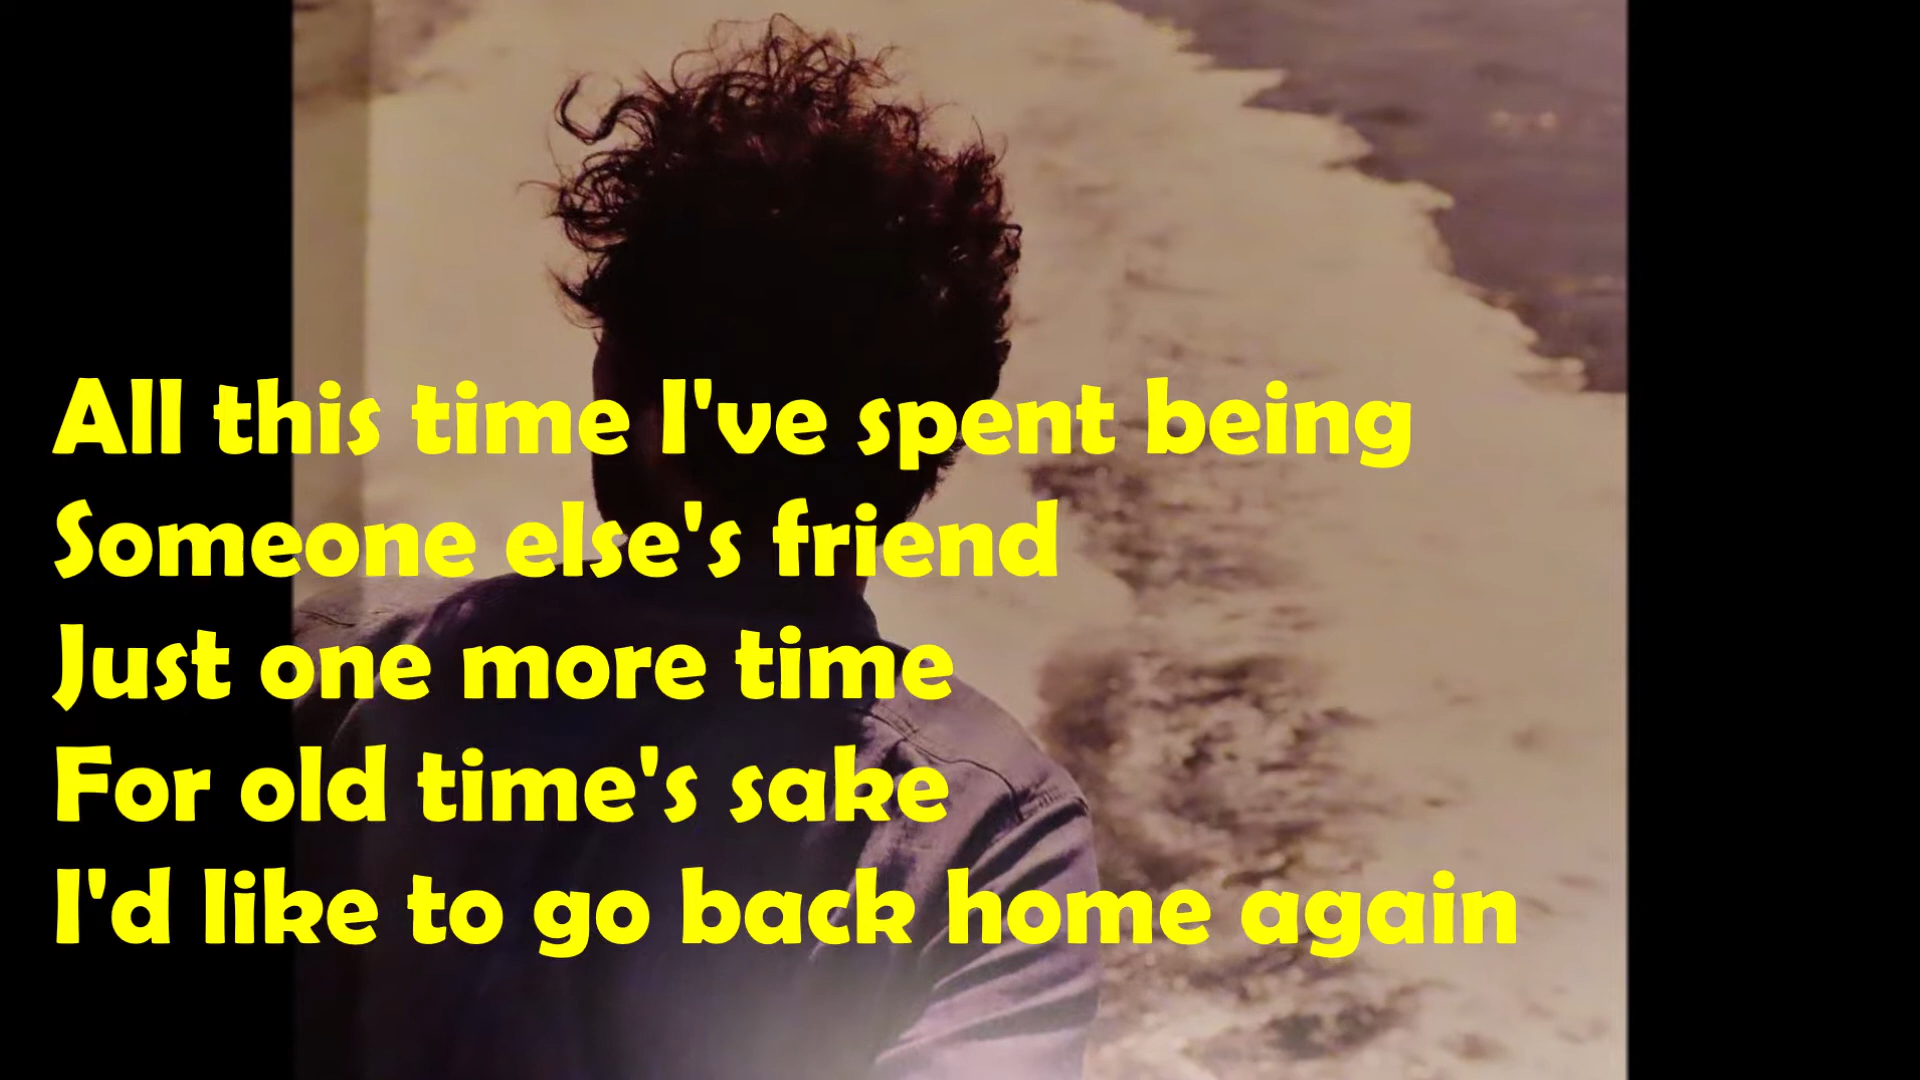 All this time I've spent being
Someone else's friend
Just one more time
For old time's sake
I'd like to go back home again